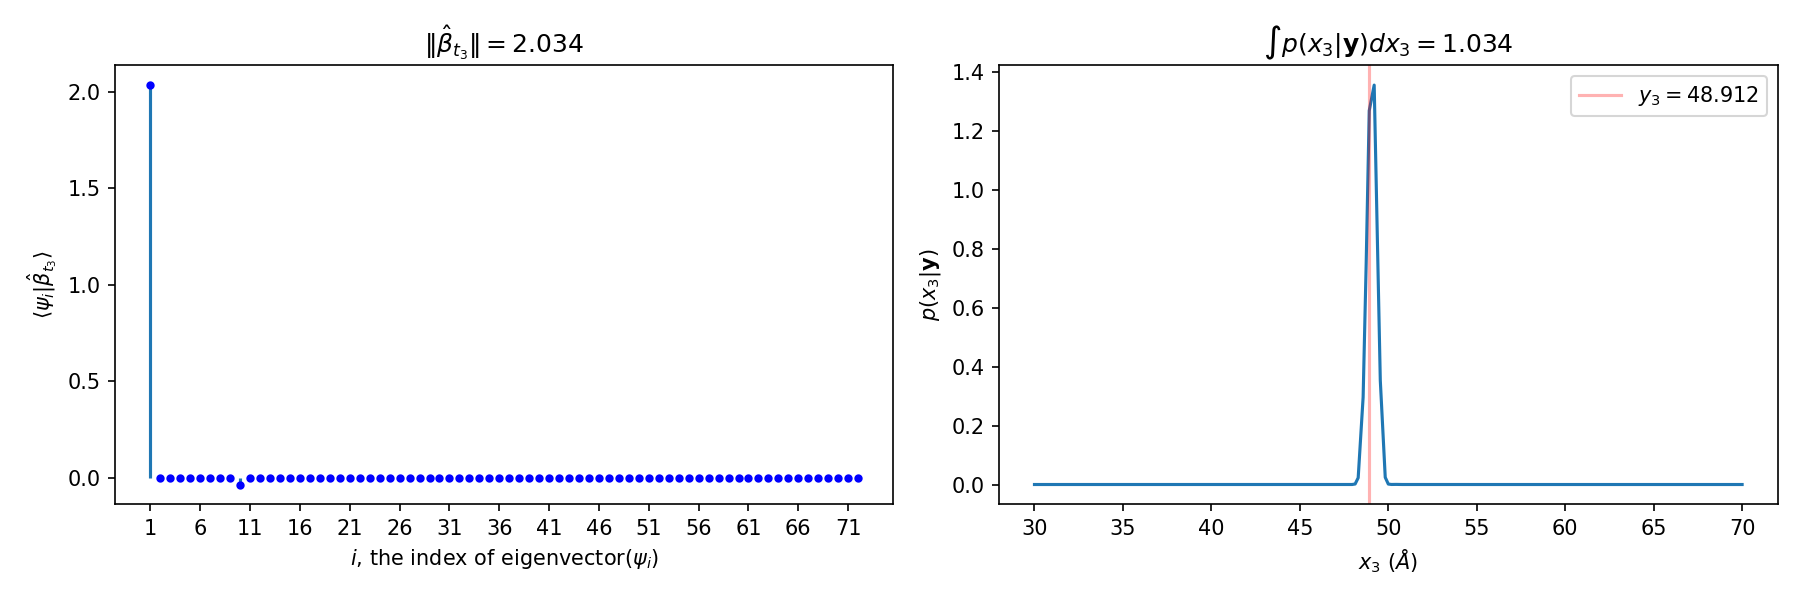 ‖β̂_{t₃}‖ = 2.034
⟨ψᵢ|β̂_{t₃}⟩
2.0
1.5
1.0
0.5
0.0
1 6 11 16 21 26 31 36 41 46 51 56 61 66 71
i, the index of eigenvector(ψᵢ)
∫p(x₃|y)dx₃ = 1.034
p(x₃|y)
1.4
1.2
1.0
0.8
0.6
0.4
0.2
0.0
y₃ = 48.912
30 35 40 45 50 55 60 65 70
x₃ (Å)